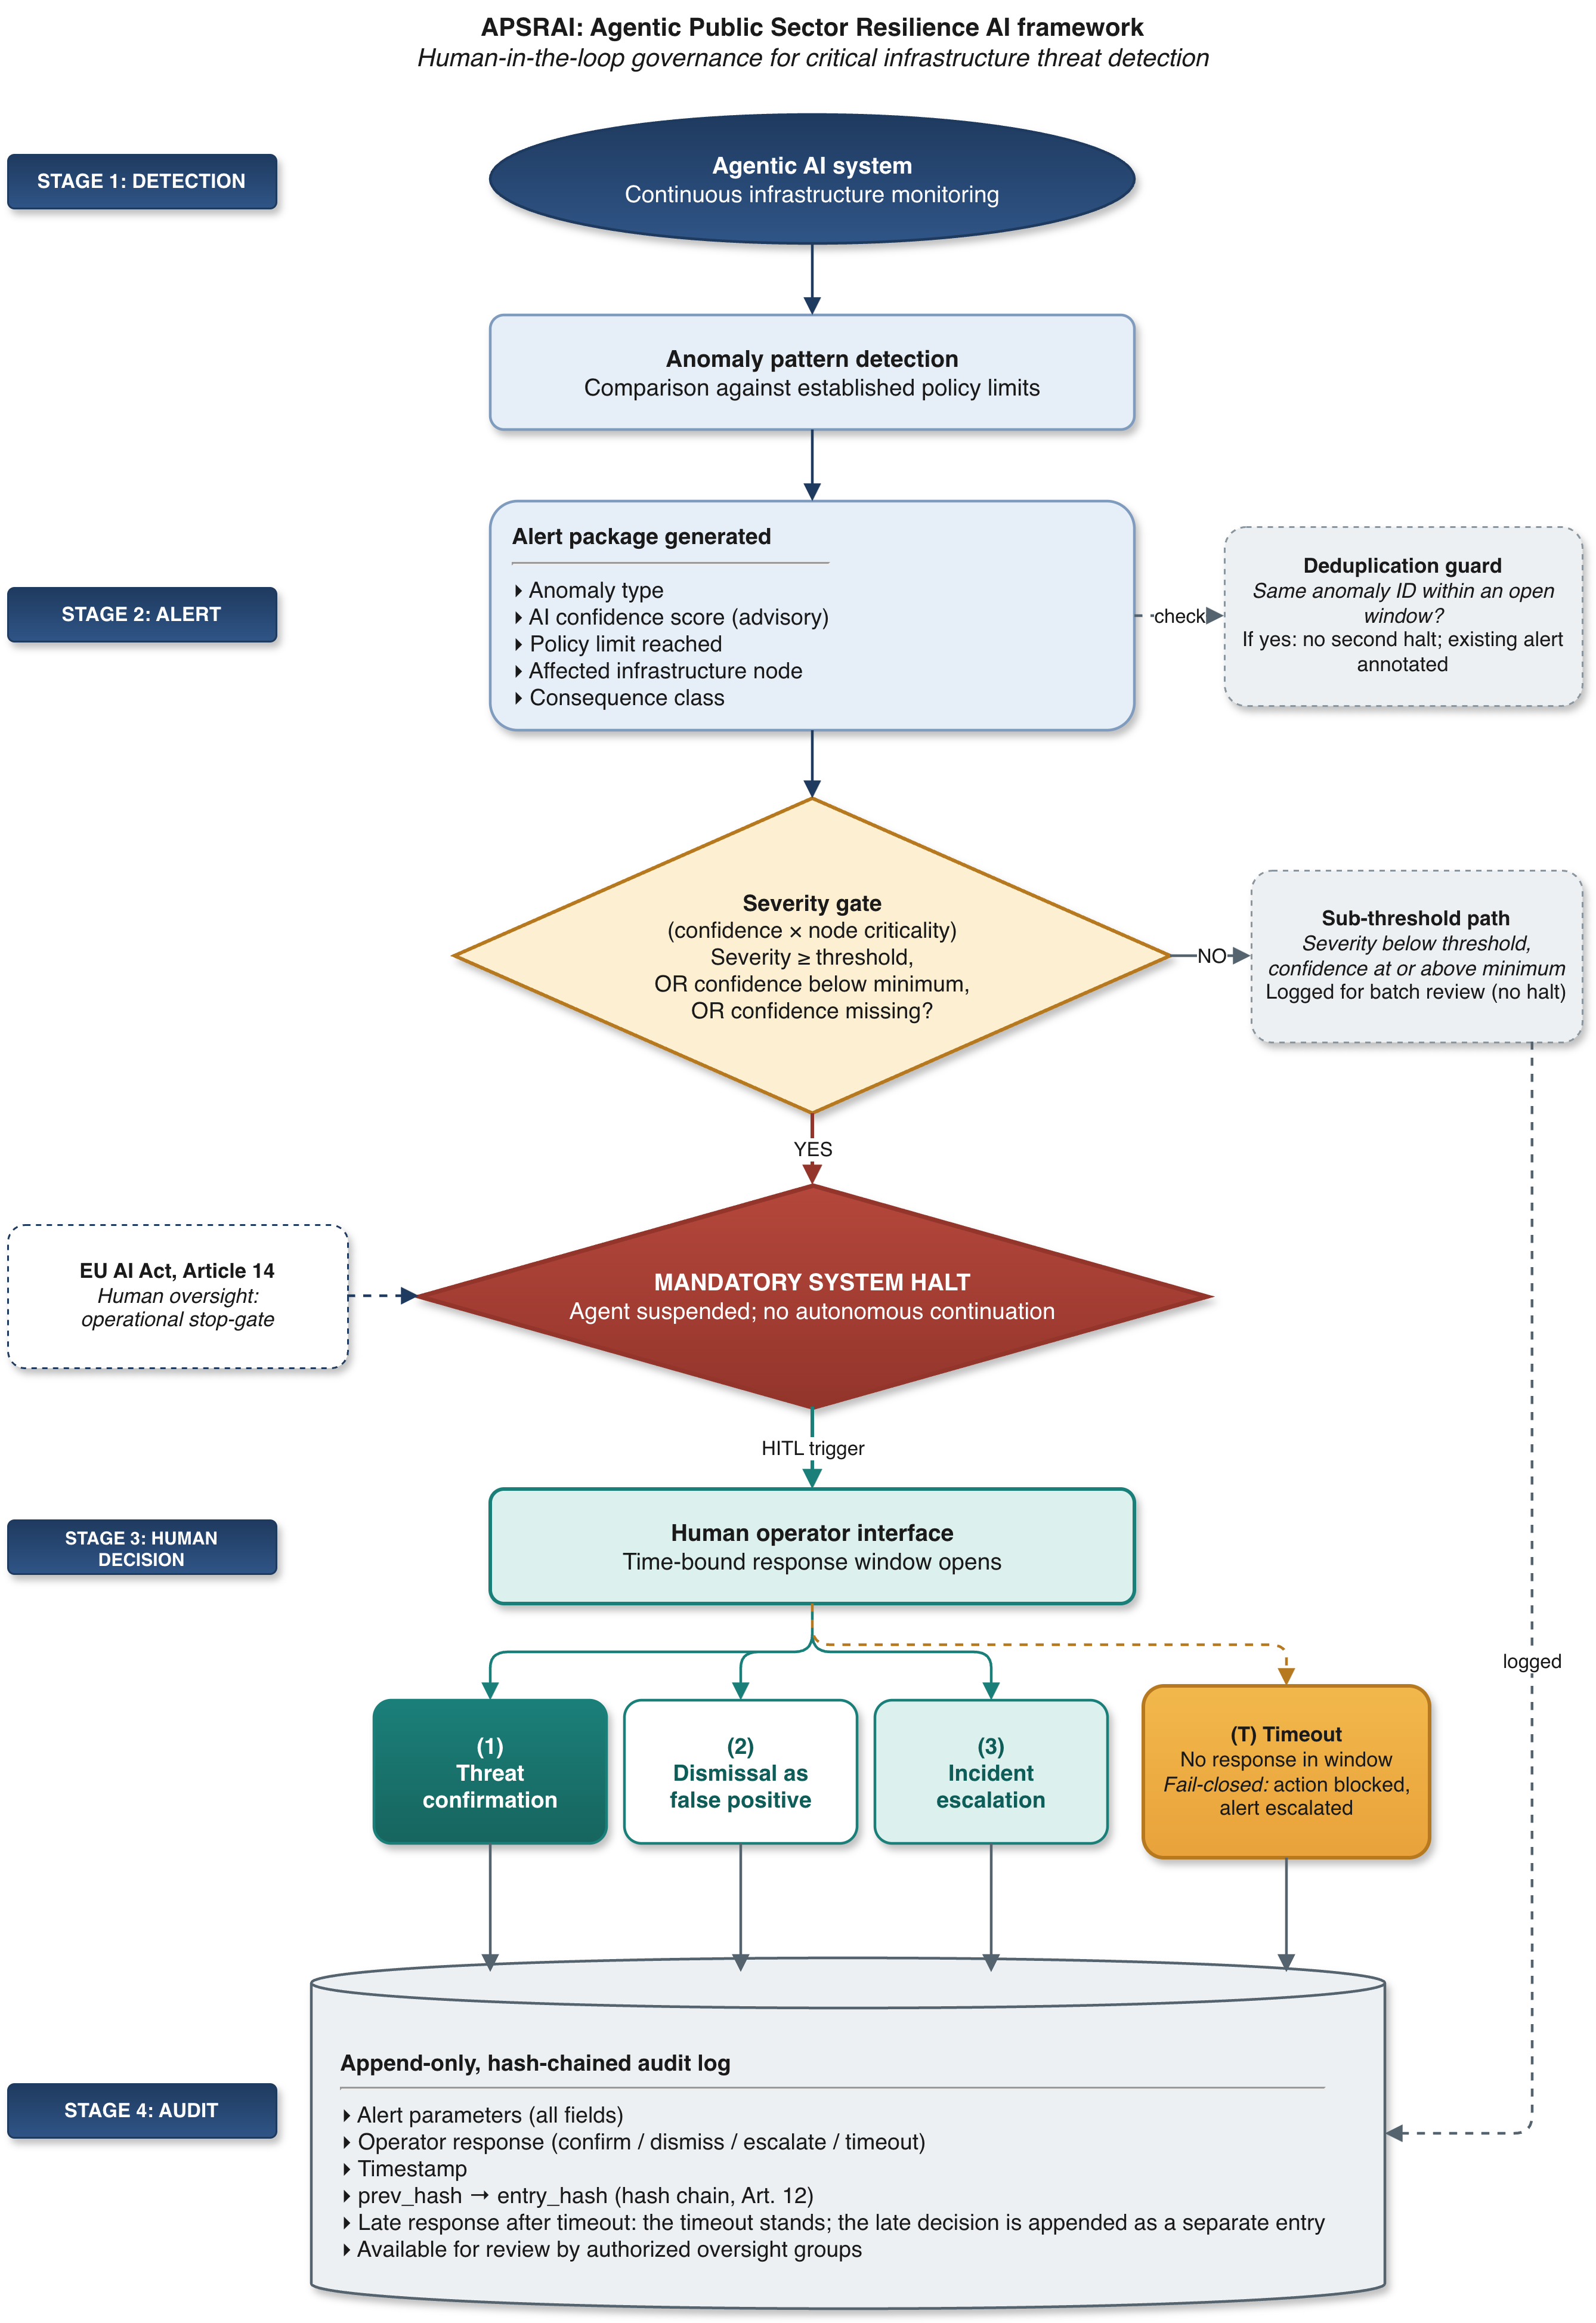 APSRAI: Agentic Public Sector Resilience AI framework
Human-in-the-loop governance for critical infrastructure threat detection
STAGE 1: DETECTION
Agentic AI system
Continuous infrastructure monitoring
Anomaly pattern detection
Comparison against established policy limits
STAGE 2: ALERT
Alert package generated
Anomaly type
AI confidence score (advisory)
Policy limit reached
Affected infrastructure node
Consequence class
check
Deduplication guard
Same anomaly ID within an open
window?
If yes: no second halt; existing alert
annotated
Severity gate
(confidence × node criticality)
Severity ≥ threshold,
OR confidence below minimum,
OR confidence missing?
NO
Sub-threshold path
Severity below threshold,
confidence at or above minimum
Logged for batch review (no halt)
YES
EU AI Act, Article 14
Human oversight:
operational stop-gate
MANDATORY SYSTEM HALT
Agent suspended; no autonomous continuation
HITL trigger
STAGE 3: HUMAN
DECISION
Human operator interface
Time-bound response window opens
logged
(1)
Threat
confirmation
(2)
Dismissal as
false positive
(3)
Incident
escalation
(T) Timeout
No response in window
Fail-closed: action blocked,
alert escalated
STAGE 4: AUDIT
Append-only, hash-chained audit log
Alert parameters (all fields)
Operator response (confirm / dismiss / escalate / timeout)
Timestamp
prev_hash → entry_hash (hash chain, Art. 12)
Late response after timeout: the timeout stands; the late decision is appended as a separate entry
Available for review by authorized oversight groups